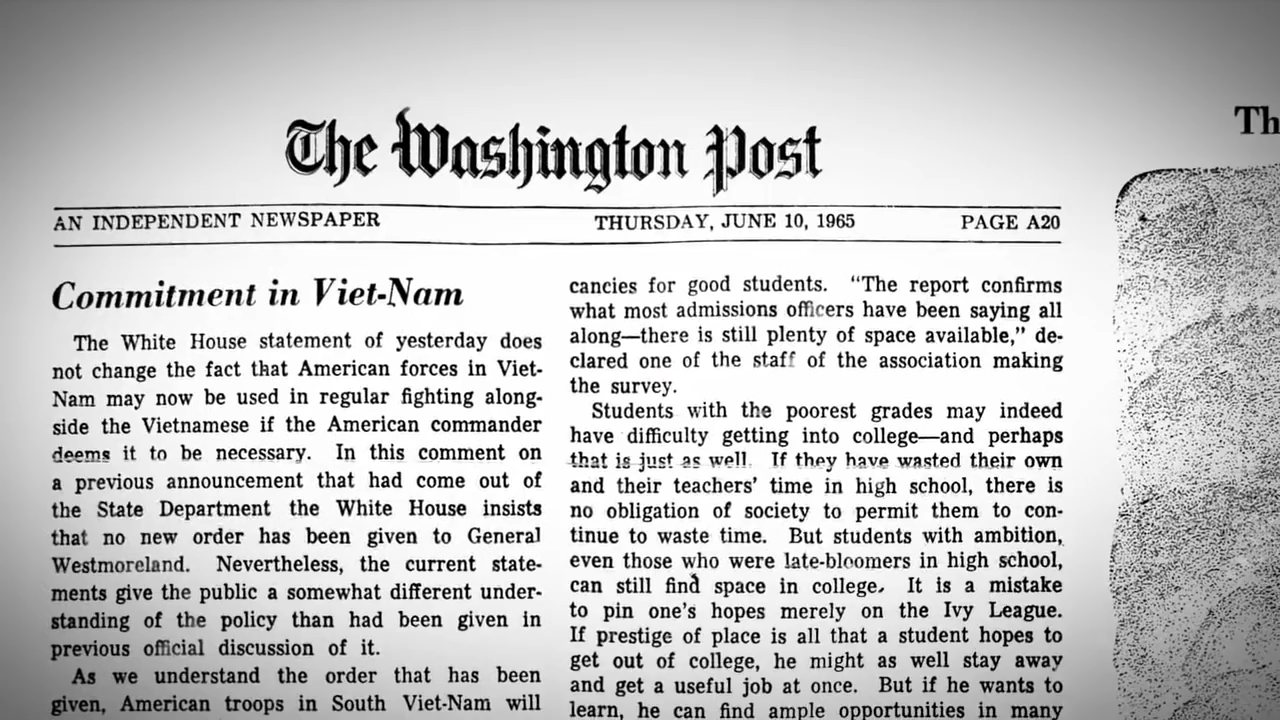 The Washington Post
AN INDEPENDENT NEWSPAPER THURSDAY, JUNE 10, 1965 PAGE A20
Commitment in Viet-Nam
The White House statement of yesterday does
not change the fact that American forces in Viet-
Nam may now be used in regular fighting along-
side the Vietnamese if the American commander
deems it to be necessary. In this comment on
a previous announcement that had come out of
the State Department the White House insists
that no new order has been given to General
Westmoreland. Nevertheless, the current state-
ments give the public a somewhat different under-
standing of the policy than had been given in
previous official discussion of it.
As we understand the order that has been
given, American troops in South Viet-Nam will
cancies for good students. "The report confirms
what most admissions officers have been saying all
along—there is still plenty of space available," de-
clared one of the staff of the association making
the survey.
Students with the poorest grades may indeed
have difficulty getting into college—and perhaps
that is just as well. If they have wasted their own
and their teachers' time in high school, there is
no obligation of society to permit them to con-
tinue to waste time. But students with ambition,
even those who were late-bloomers in high school,
can still find space in college. It is a mistake
to pin one's hopes merely on the Ivy League.
If prestige of place is all that a student hopes to
get out of college, he might as well stay away
and get a useful job at once. But if he wants to
learn, he can find ample opportunities in many
Th